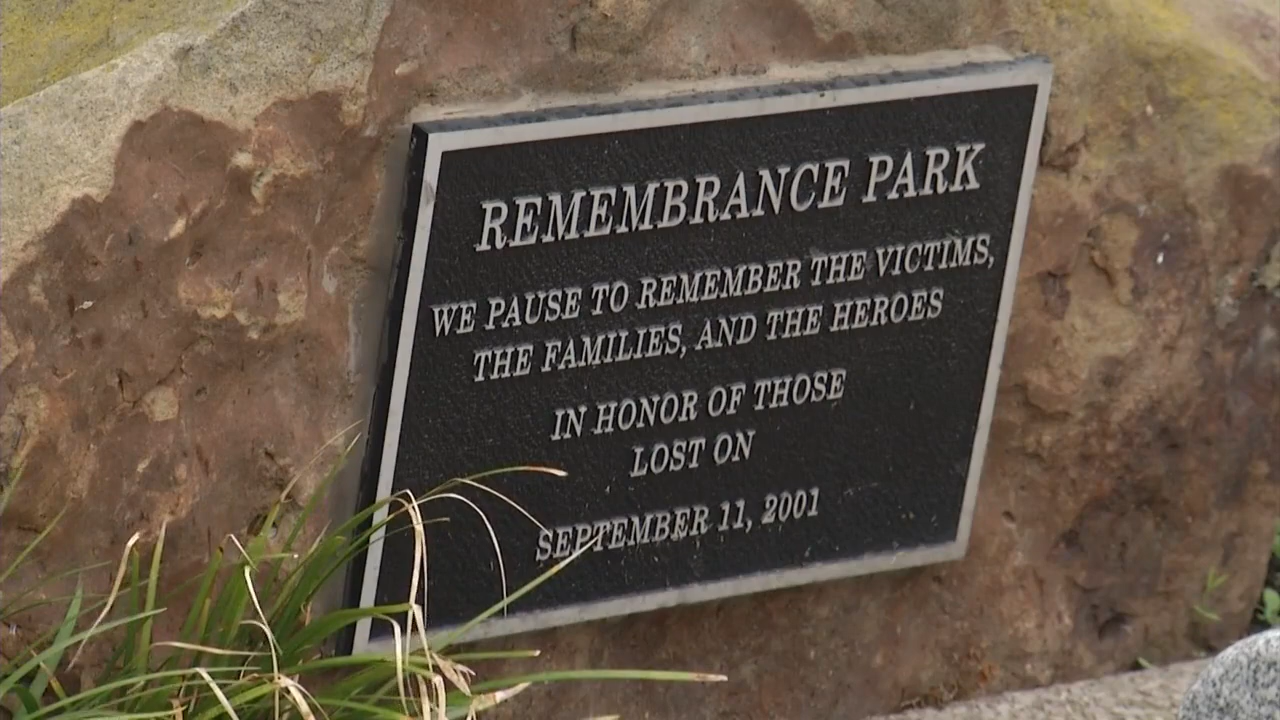 REMEMBRANCE PARK
WE PAUSE TO REMEMBER THE VICTIMS,
THE FAMILIES, AND THE HEROES
IN HONOR OF THOSE
LOST ON
SEPTEMBER 11, 2001